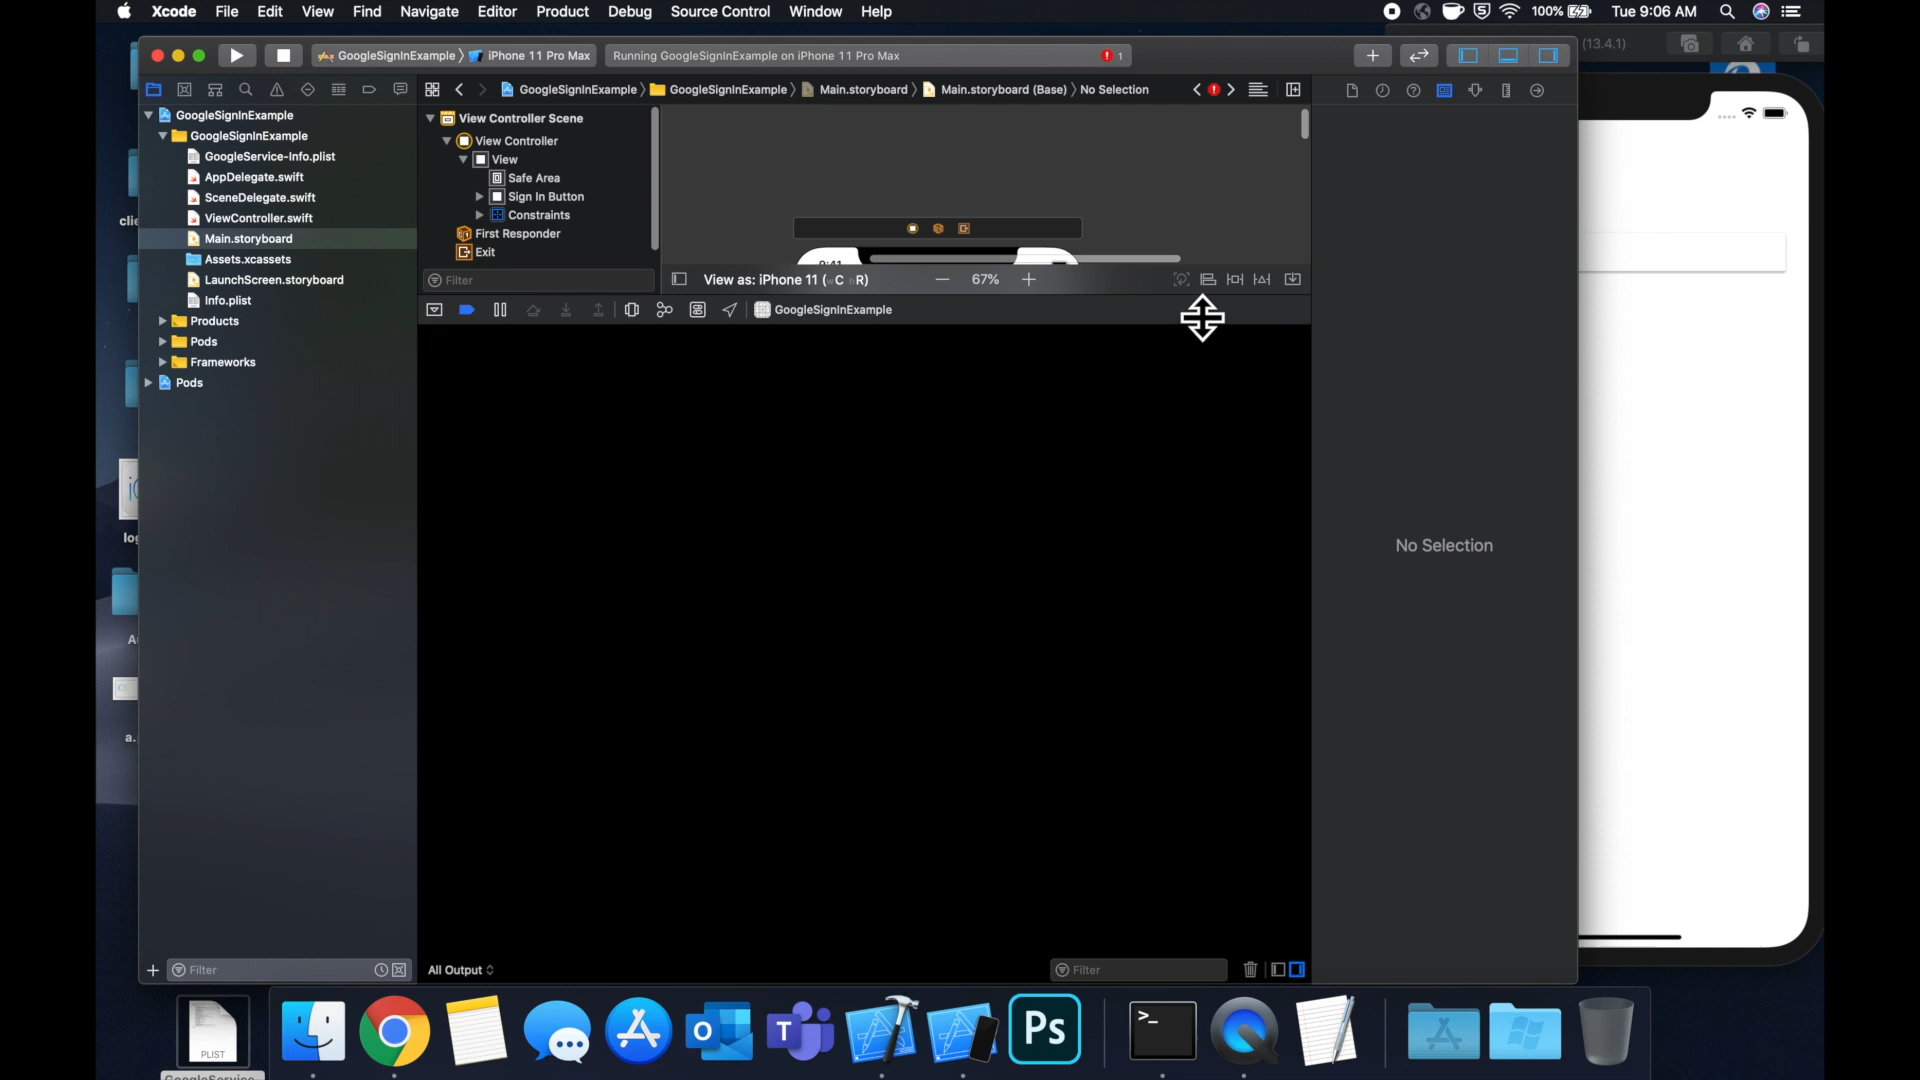 Xcode File Edit View Find Navigate Editor Product Debug Source Control Window Help
100% Tue 9:06 AM
GoogleSignInExample iPhone 11 Pro Max
Running GoogleSignInExample on iPhone 11 Pro Max
1
(13.4.1)
GoogleSignInExample GoogleSignInExample Main.storyboard Main.storyboard (Base) No Selection
GoogleSignInExample
GoogleSignInExample
GoogleService-Info.plist
AppDelegate.swift
SceneDelegate.swift
ViewController.swift
Main.storyboard
Assets.xcassets
LaunchScreen.storyboard
Info.plist
Products
Pods
Frameworks
Pods
View Controller Scene
View Controller
View
Safe Area
Sign In Button
Constraints
First Responder
Exit
Filter
9:41
View as: iPhone 11 (wC hR)
67%
GoogleSignInExample
No Selection
Filter
All Output
Filter
PLIST
Ps